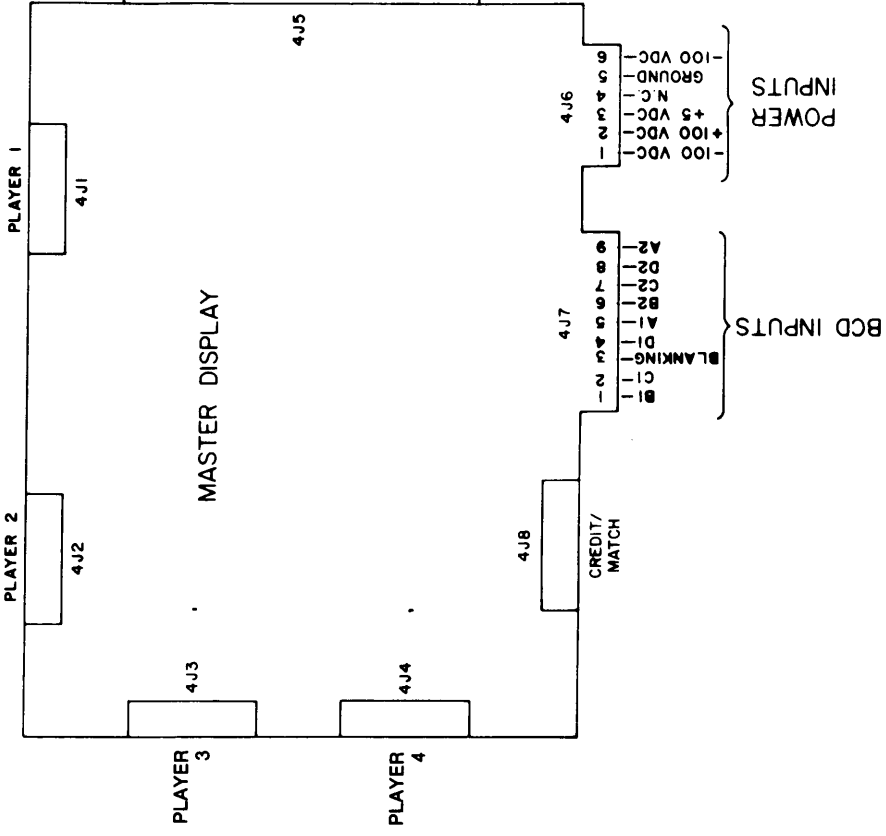 PLAYER 1
4J1
PLAYER 2
4J2
4J5
MASTER DISPLAY
4J3
PLAYER 3
4J4
PLAYER 4
4J8
CREDIT/
MATCH
4J6
6 -100 VDC
5 GROUND
4 N.C.
3 +5 VDC
2 +100 VDC
1 -100 VDC
POWER
INPUTS
4J7
9 A2
8 D2
7 C2
6 B2
5 A1
4 D1
3 BLANKING
2 C1
1 B1
BCD INPUTS